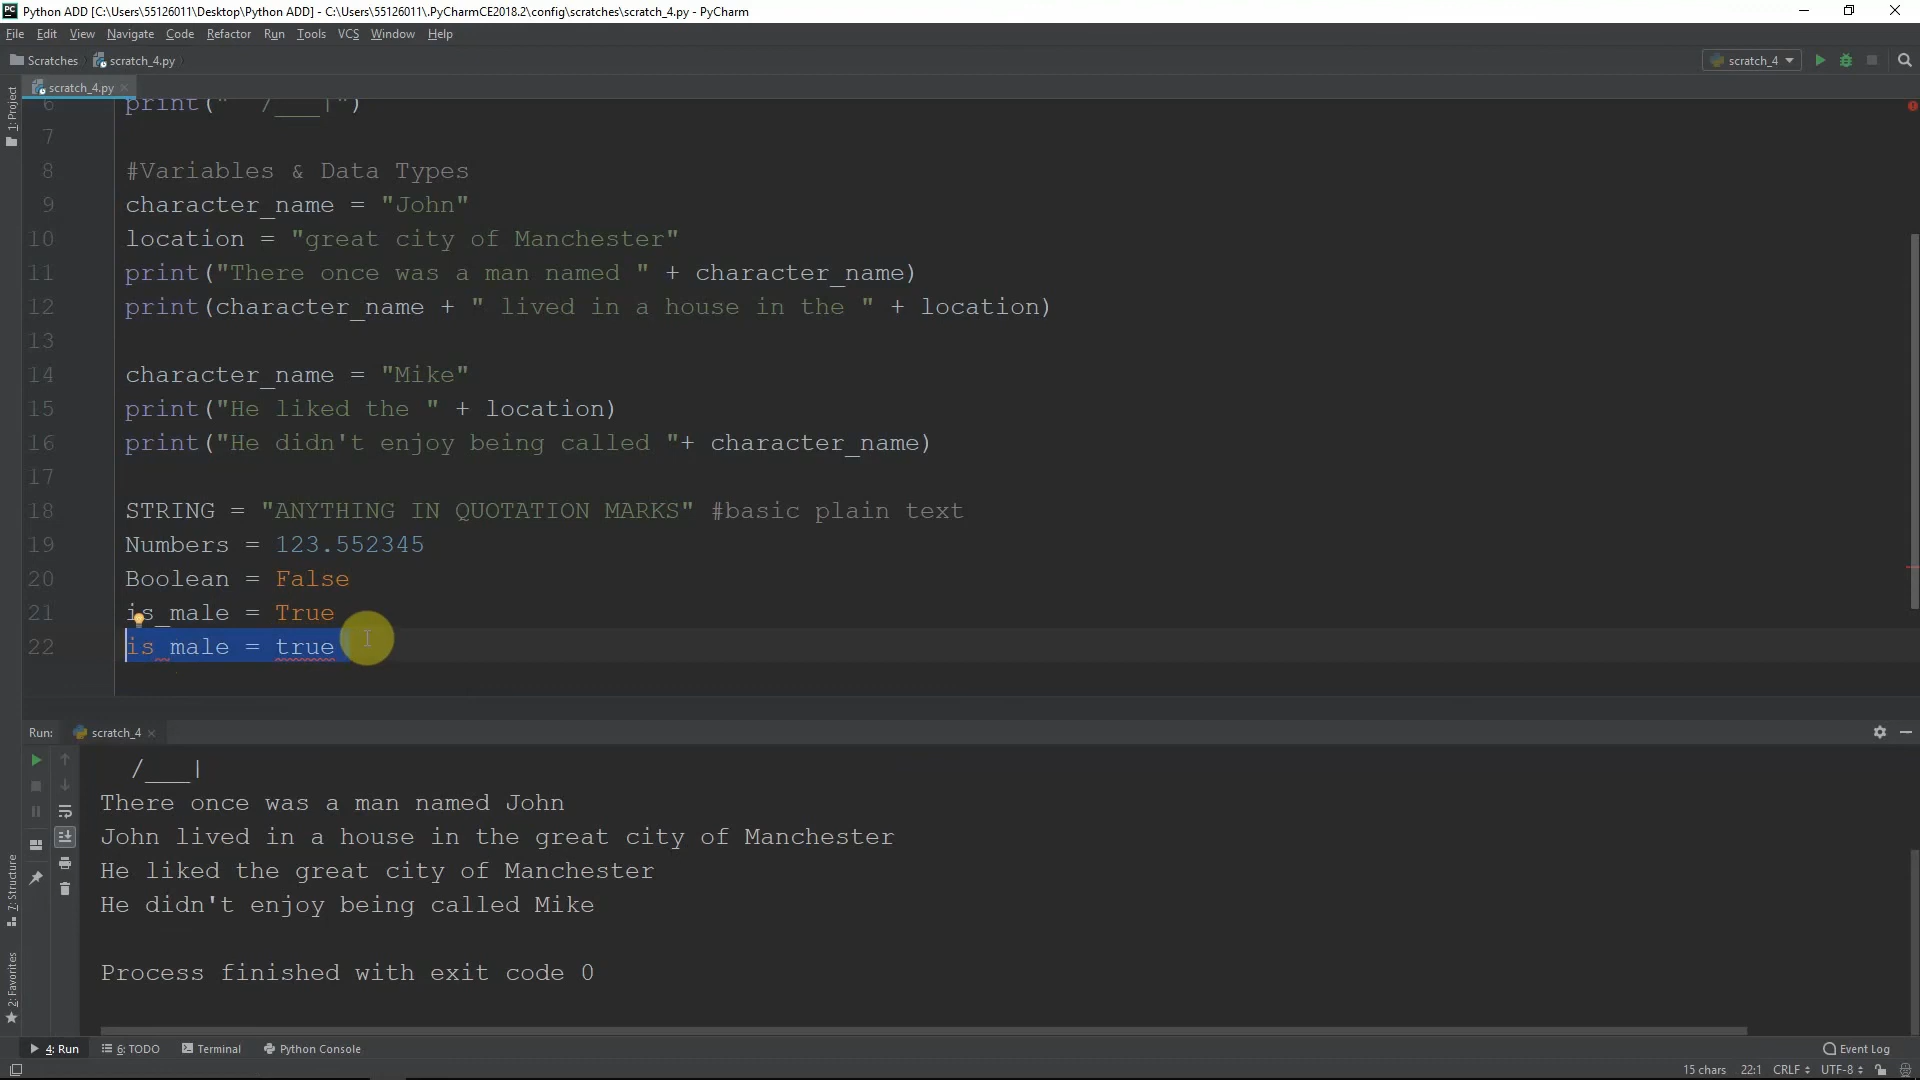 Python ADD [C:\Users\55126011\Desktop\Python ADD] - C:\Users\55126011\.PyCharmCE2018.2\config\scratches\scratch_4.py - PyCharm
File Edit View Navigate Code Refactor Run Tools VCS Window Help
Scratches scratch_4.py scratch_4
scratch_4.py
1: Project
6 print("  /___|")
7
8 #Variables & Data Types
9 character_name = "John"
10 location = "great city of Manchester"
11 print("There once was a man named " + character_name)
12 print(character_name + " lived in a house in the " + location)
13
14 character_name = "Mike"
15 print("He liked the " + location)
16 print("He didn't enjoy being called "+ character_name)
17
18 STRING = "ANYTHING IN QUOTATION MARKS" #basic plain text
19 Numbers = 123.552345
20 Boolean = False
21 is_male = True
22 is male = true
Run: scratch_4
/___|
There once was a man named John
John lived in a house in the great city of Manchester
He liked the great city of Manchester
He didn't enjoy being called Mike
Process finished with exit code 0
7: Structure
2: Favorites
4: Run 6: TODO Terminal Python Console Event Log
15 chars 22:1 CRLF UTF-8